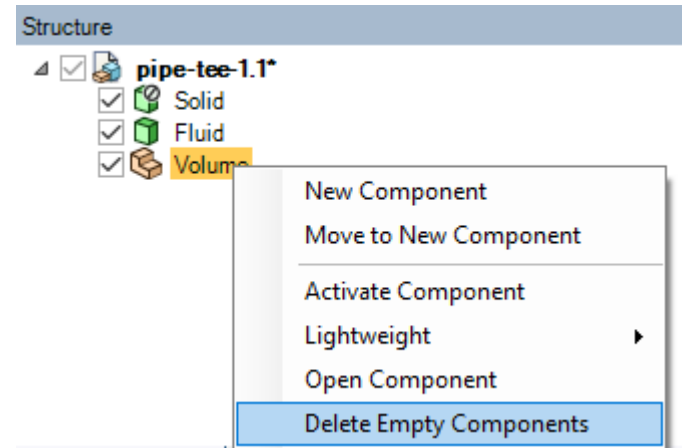 Structure
pipe-tee-1.1*
Solid
Fluid
Volume
New Component
Move to New Component
Activate Component
Lightweight
Open Component
Delete Empty Components